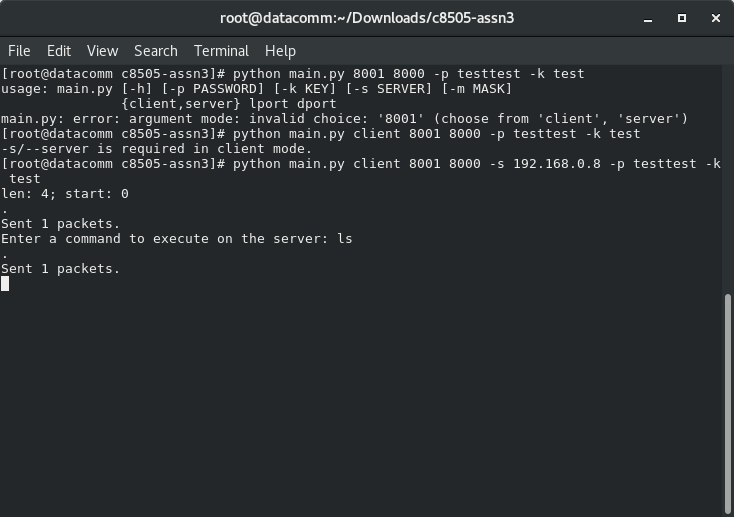 root@datacomm:~/Downloads/c8505-assn3
File Edit View Search Terminal Help
[root@datacomm c8505-assn3]# python main.py 8001 8000 -p testtest -k test
usage: main.py [-h] [-p PASSWORD] [-k KEY] [-s SERVER] [-m MASK]
               {client,server} lport dport
main.py: error: argument mode: invalid choice: '8001' (choose from 'client', 'server')
[root@datacomm c8505-assn3]# python main.py client 8001 8000 -p testtest -k test
-s/--server is required in client mode.
[root@datacomm c8505-assn3]# python main.py client 8001 8000 -s 192.168.0.8 -p testtest -k
 test
len: 4; start: 0
.
Sent 1 packets.
Enter a command to execute on the server: ls
.
Sent 1 packets.